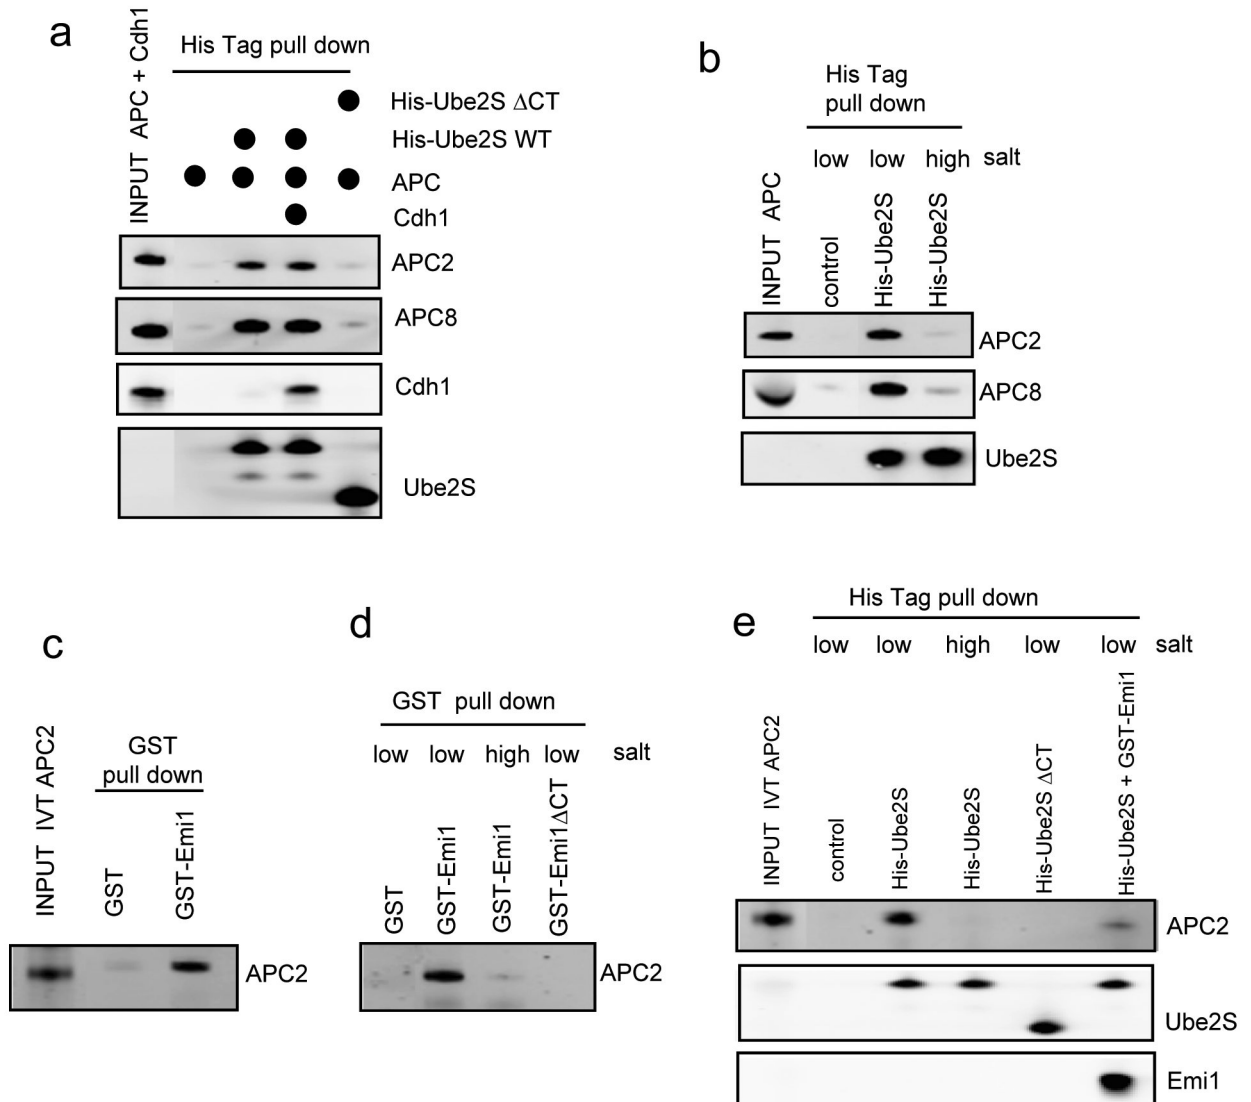 a
INPUT APC + Cdh1
His Tag pull down
His-Ube2S ΔCT
His-Ube2S WT
APC
Cdh1
APC2
APC8
Cdh1
Ube2S
b
His Tag
pull down
low low high salt
INPUT APC
control
His-Ube2S
His-Ube2S
APC2
APC8
Ube2S
c
INPUT IVT APC2
GST
pull down
GST
GST-Emi1
APC2
d
GST pull down
low low high low salt
GST
GST-Emi1
GST-Emi1
GST-Emi1ΔCT
APC2
e
His Tag pull down
low low high low low salt
INPUT IVT APC2
control
His-Ube2S
His-Ube2S
His-Ube2S ΔCT
His-Ube2S + GST-Emi1
APC2
Ube2S
Emi1